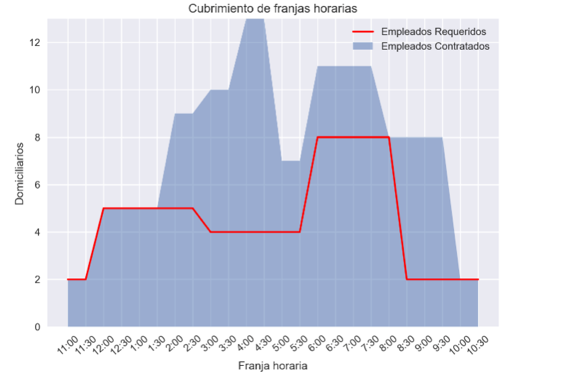 Cubrimiento de franjas horarias
Empleados Requeridos
Empleados Contratados
Domiciliarios
12
10
8
6
4
2
0
11:00 11:30 12:00 12:30 1:00 1:30 2:00 2:30 3:00 3:30 4:00 4:30 5:00 5:30 6:00 6:30 7:00 7:30 8:00 8:30 9:00 9:30 10:00 10:30
Franja horaria